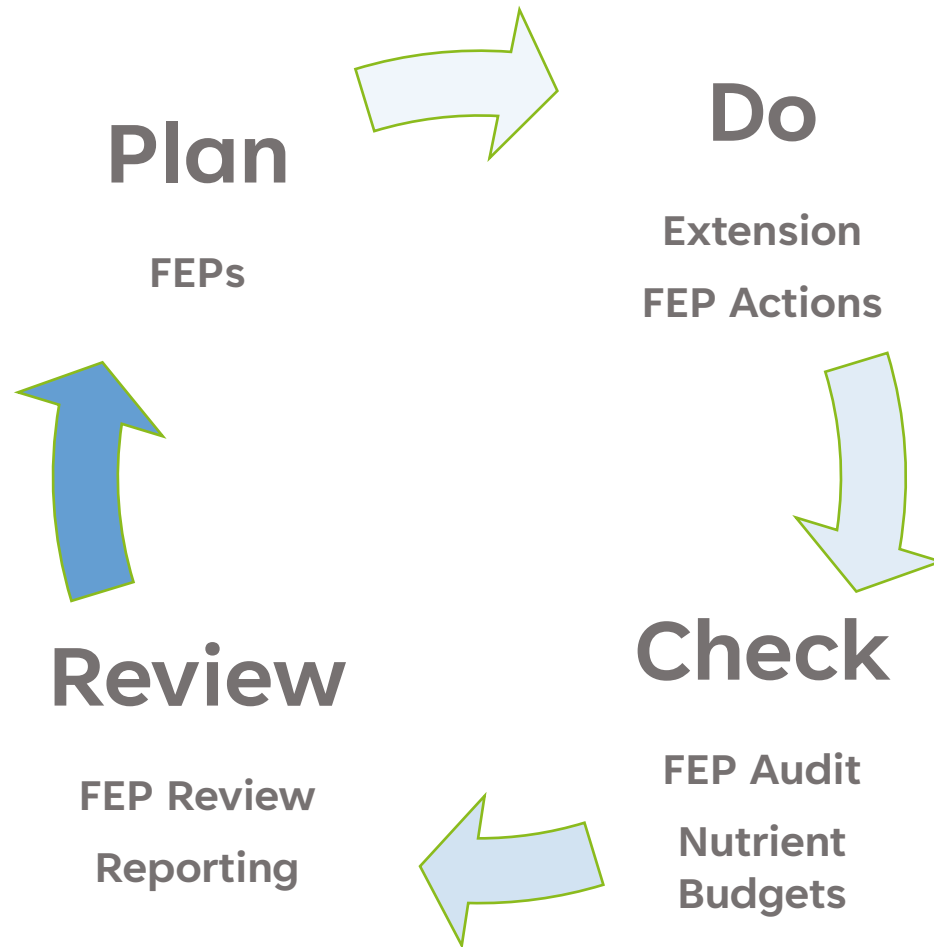 Plan
FEPs
Do
Extension
FEP Actions
Check
FEP Audit
Nutrient
Budgets
Review
FEP Review
Reporting